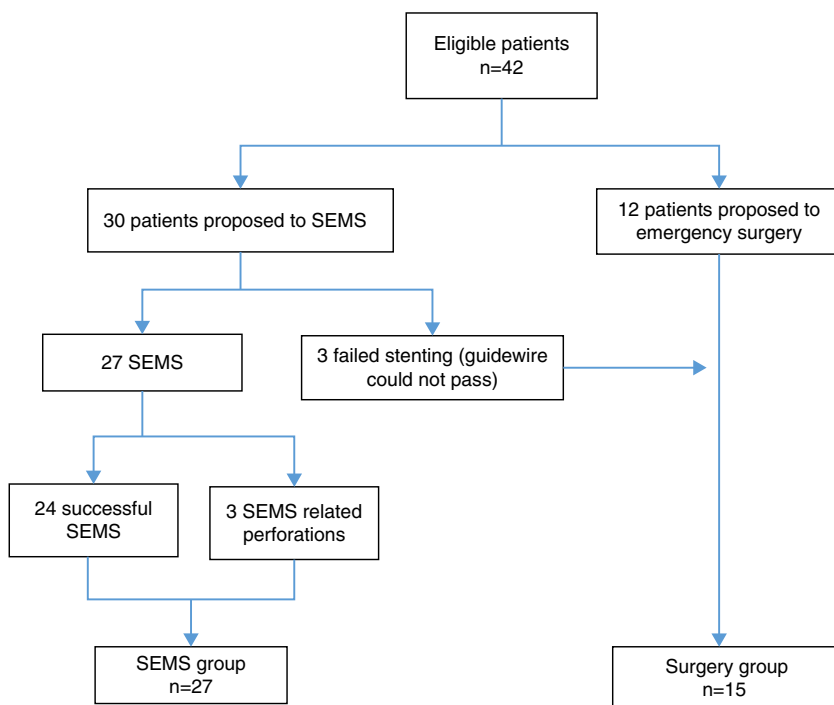 Eligible patients
n=42
30 patients proposed to SEMS
12 patients proposed to
emergency surgery
27 SEMS
3 failed stenting (guidewire
could not pass)
24 successful
SEMS
3 SEMS related
perforations
SEMS group
n=27
Surgery group
n=15